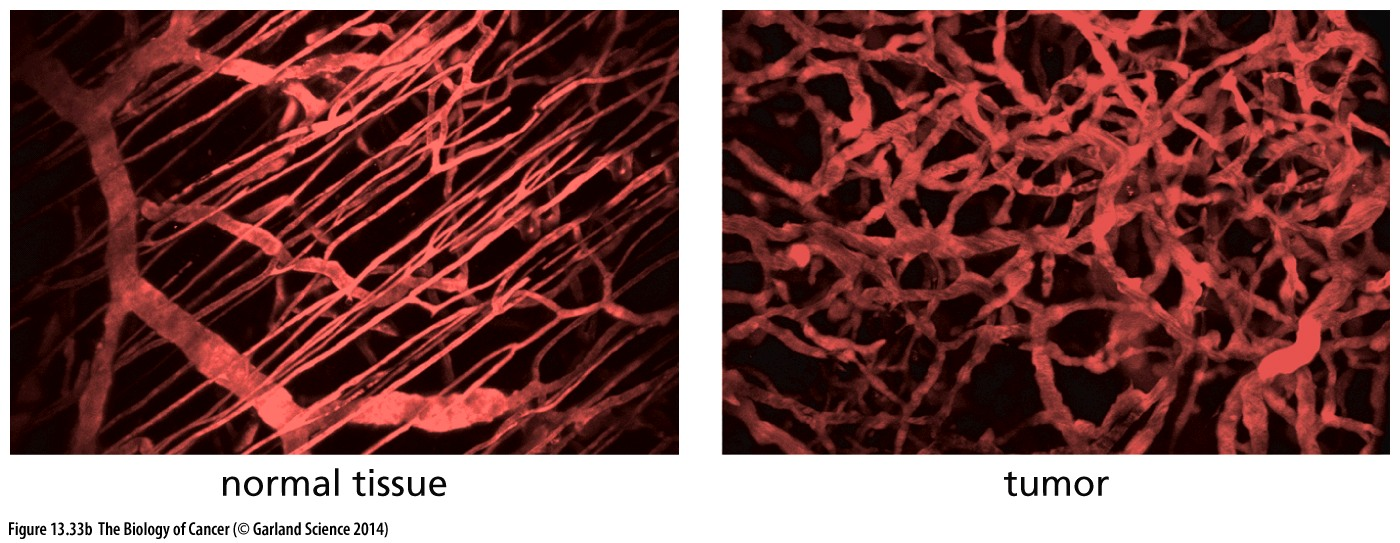 normal tissue
tumor
Figure 13.33b The Biology of Cancer (© Garland Science 2014)